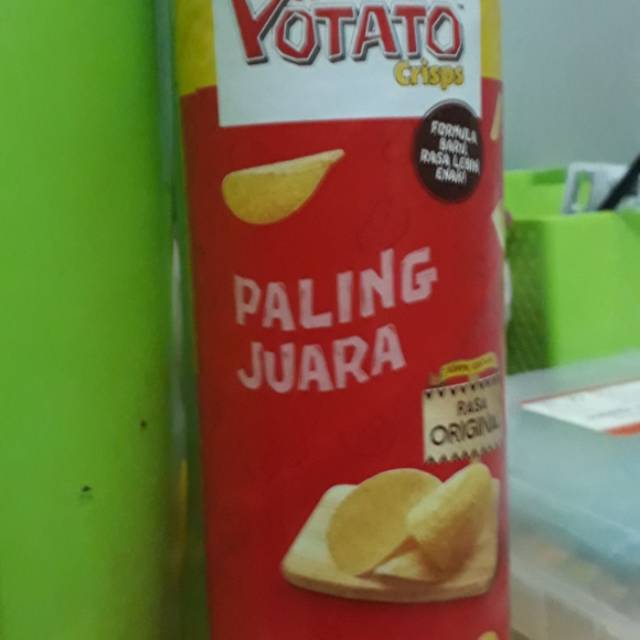 YOTATO
Crisps
FORMULA
BARU,
RASA LEBIH
ENAK!
PALING
JUARA
RASA
ORIGINAL